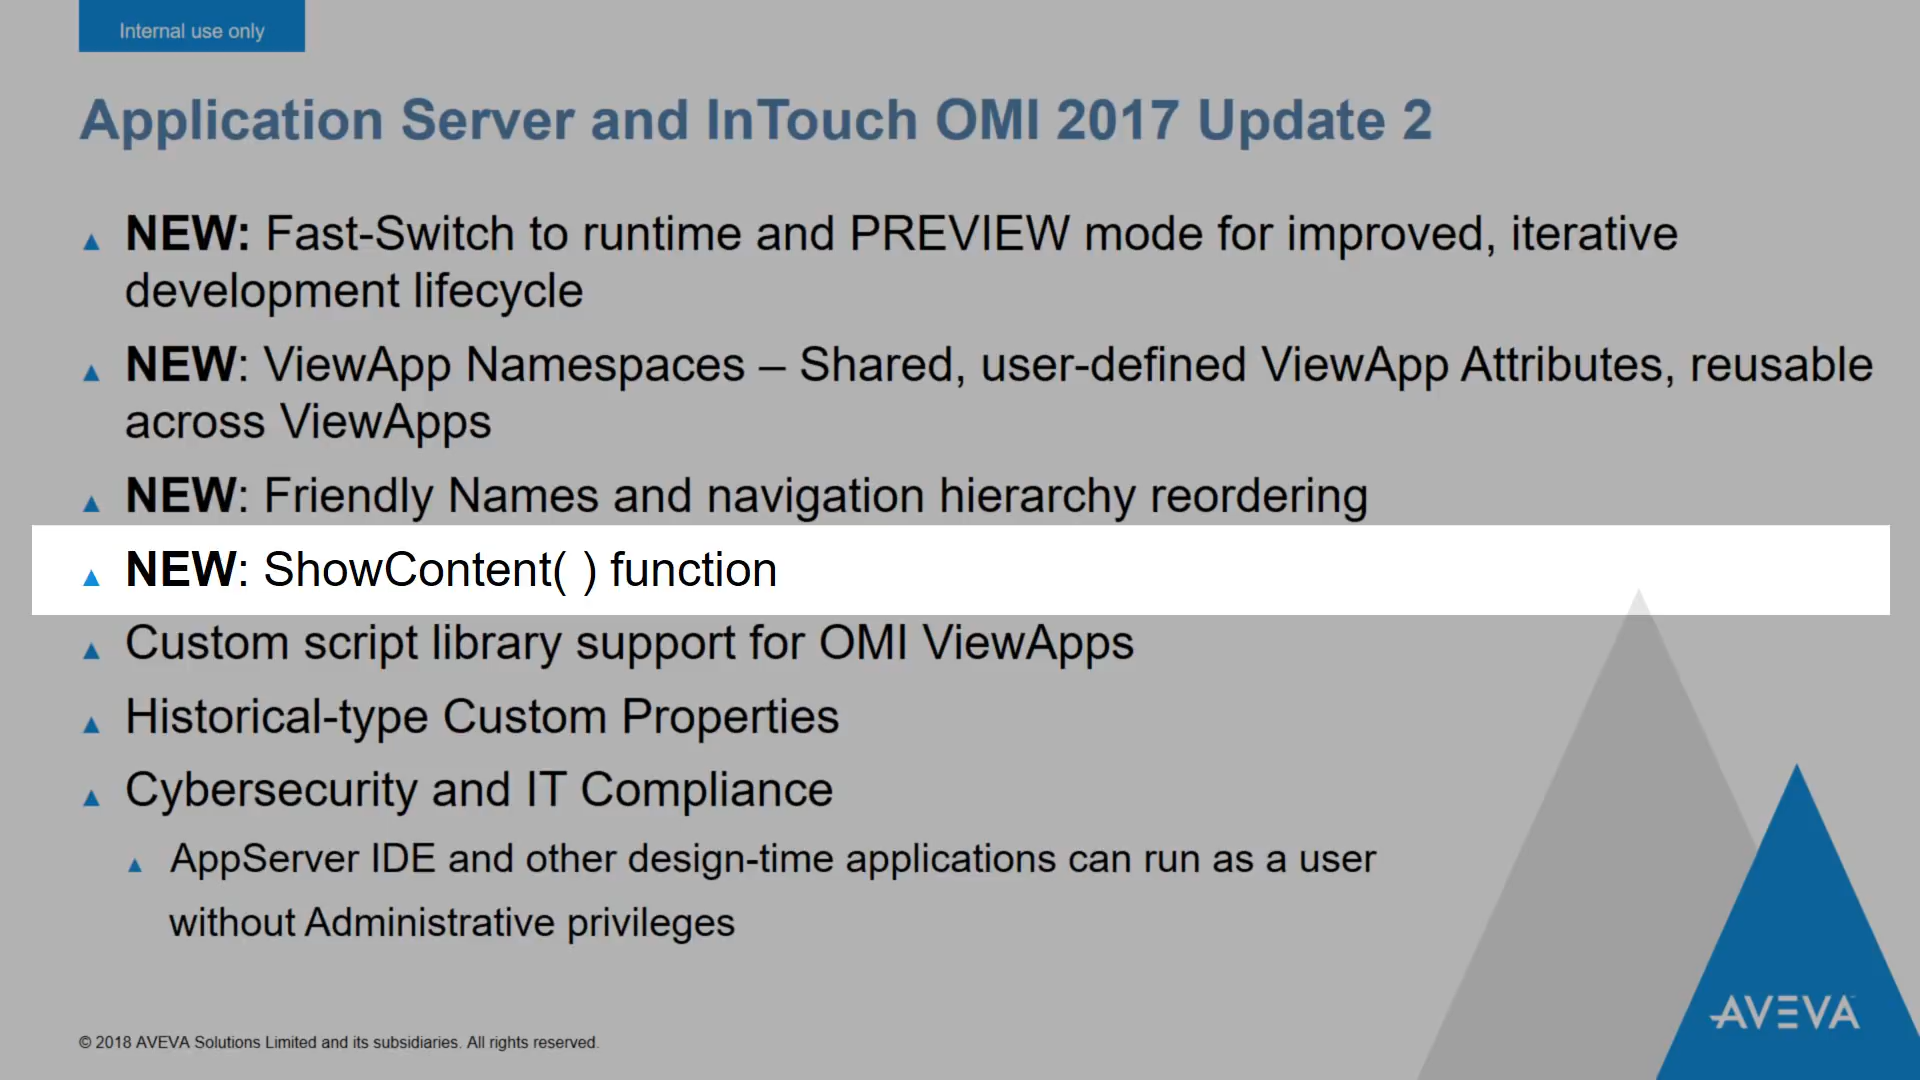 Internal use only
Application Server and InTouch OMI 2017 Update 2
▲ NEW: Fast-Switch to runtime and PREVIEW mode for improved, iterative
development lifecycle
▲ NEW: ViewApp Namespaces – Shared, user-defined ViewApp Attributes, reusable
across ViewApps
▲ NEW: Friendly Names and navigation hierarchy reordering
▲ NEW: ShowContent( ) function
▲ Custom script library support for OMI ViewApps
▲ Historical-type Custom Properties
▲ Cybersecurity and IT Compliance
▲ AppServer IDE and other design-time applications can run as a user
without Administrative privileges
AVEVA
© 2018 AVEVA Solutions Limited and its subsidiaries. All rights reserved.